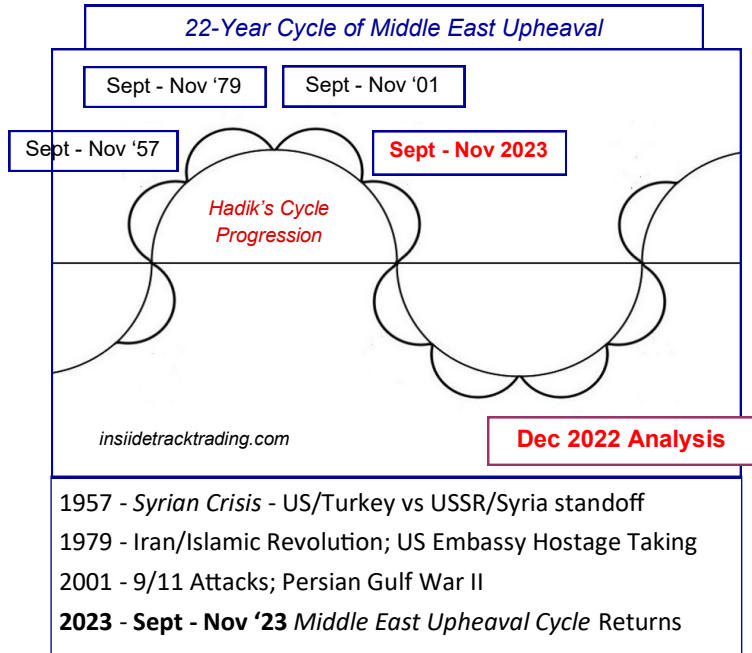 22-Year Cycle of Middle East Upheaval
Sept - Nov ‘79
Sept - Nov ‘01
Sept - Nov ‘57
Sept - Nov 2023
Hadik’s Cycle
Progression
insiidetracktrading.com
Dec 2022 Analysis
1957 - Syrian Crisis - US/Turkey vs USSR/Syria standoff
1979 - Iran/Islamic Revolution; US Embassy Hostage Taking
2001 - 9/11 Attacks; Persian Gulf War II
2023 - Sept - Nov ‘23 Middle East Upheaval Cycle Returns